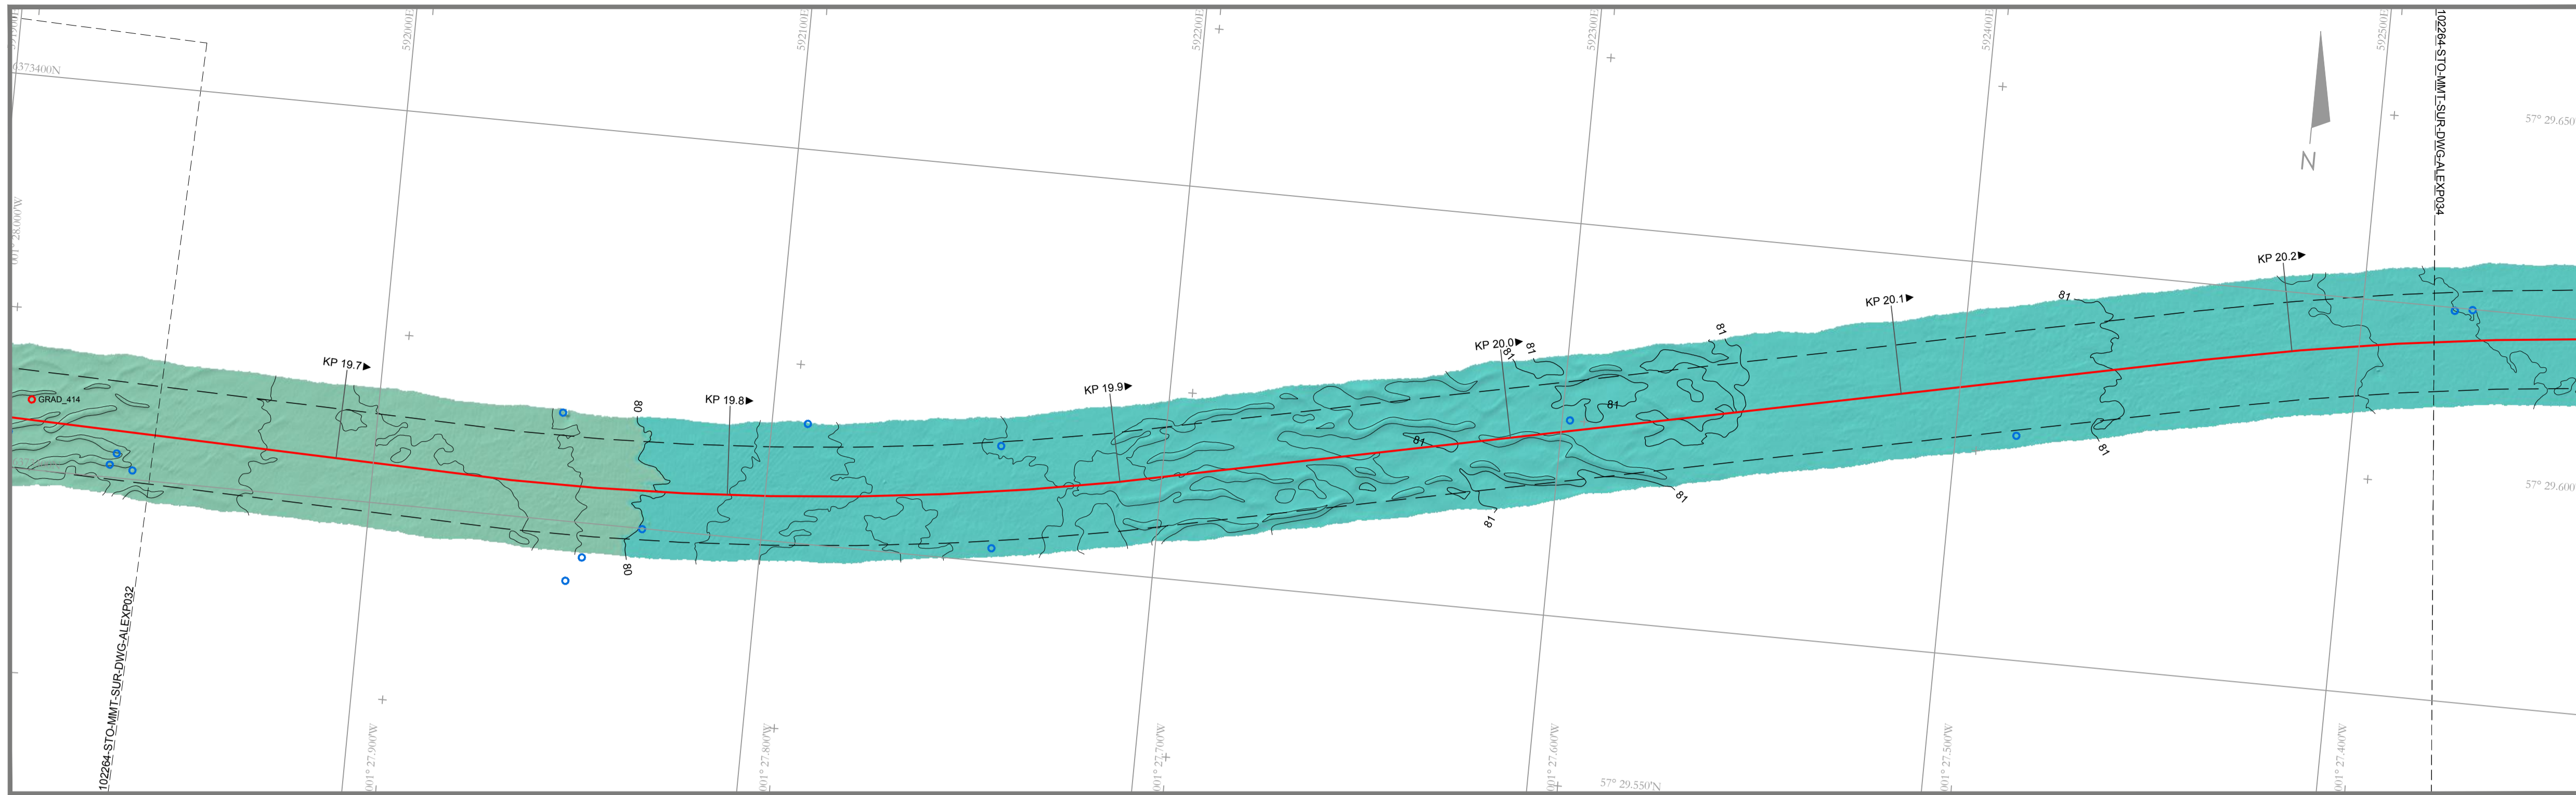 591900E
592000E
592100E
592200E
592300E
592400E
592500E
6373400N
102264-STO-MMT-SUR-DWG-ALEXP034
57° 29.650'
N
001° 28.000'W
KP 20.2
KP 20.1
81
81
KP 20.0
81
81
KP 19.7
KP 19.9
GRAD_414
KP 19.8
80
81
81
81
57° 29.600'
81
81
80
102264-STO-MMT-SUR-DWG-ALEXP032
001° 27.900'W
001° 27.800'W
001° 27.700'W
001° 27.600'W
001° 27.500'W
001° 27.400'W
57° 29.550'N